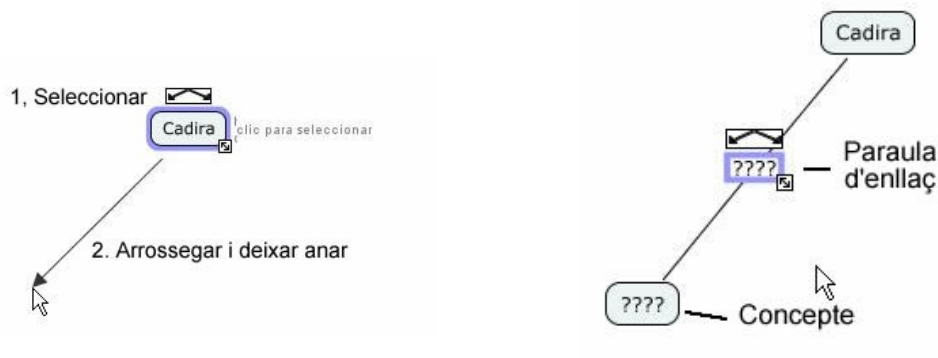 1, Seleccionar
Cadira
clic para seleccionar
2. Arrossegar i deixar anar
Cadira
????
Paraula
d'enllaç
????
Concepte